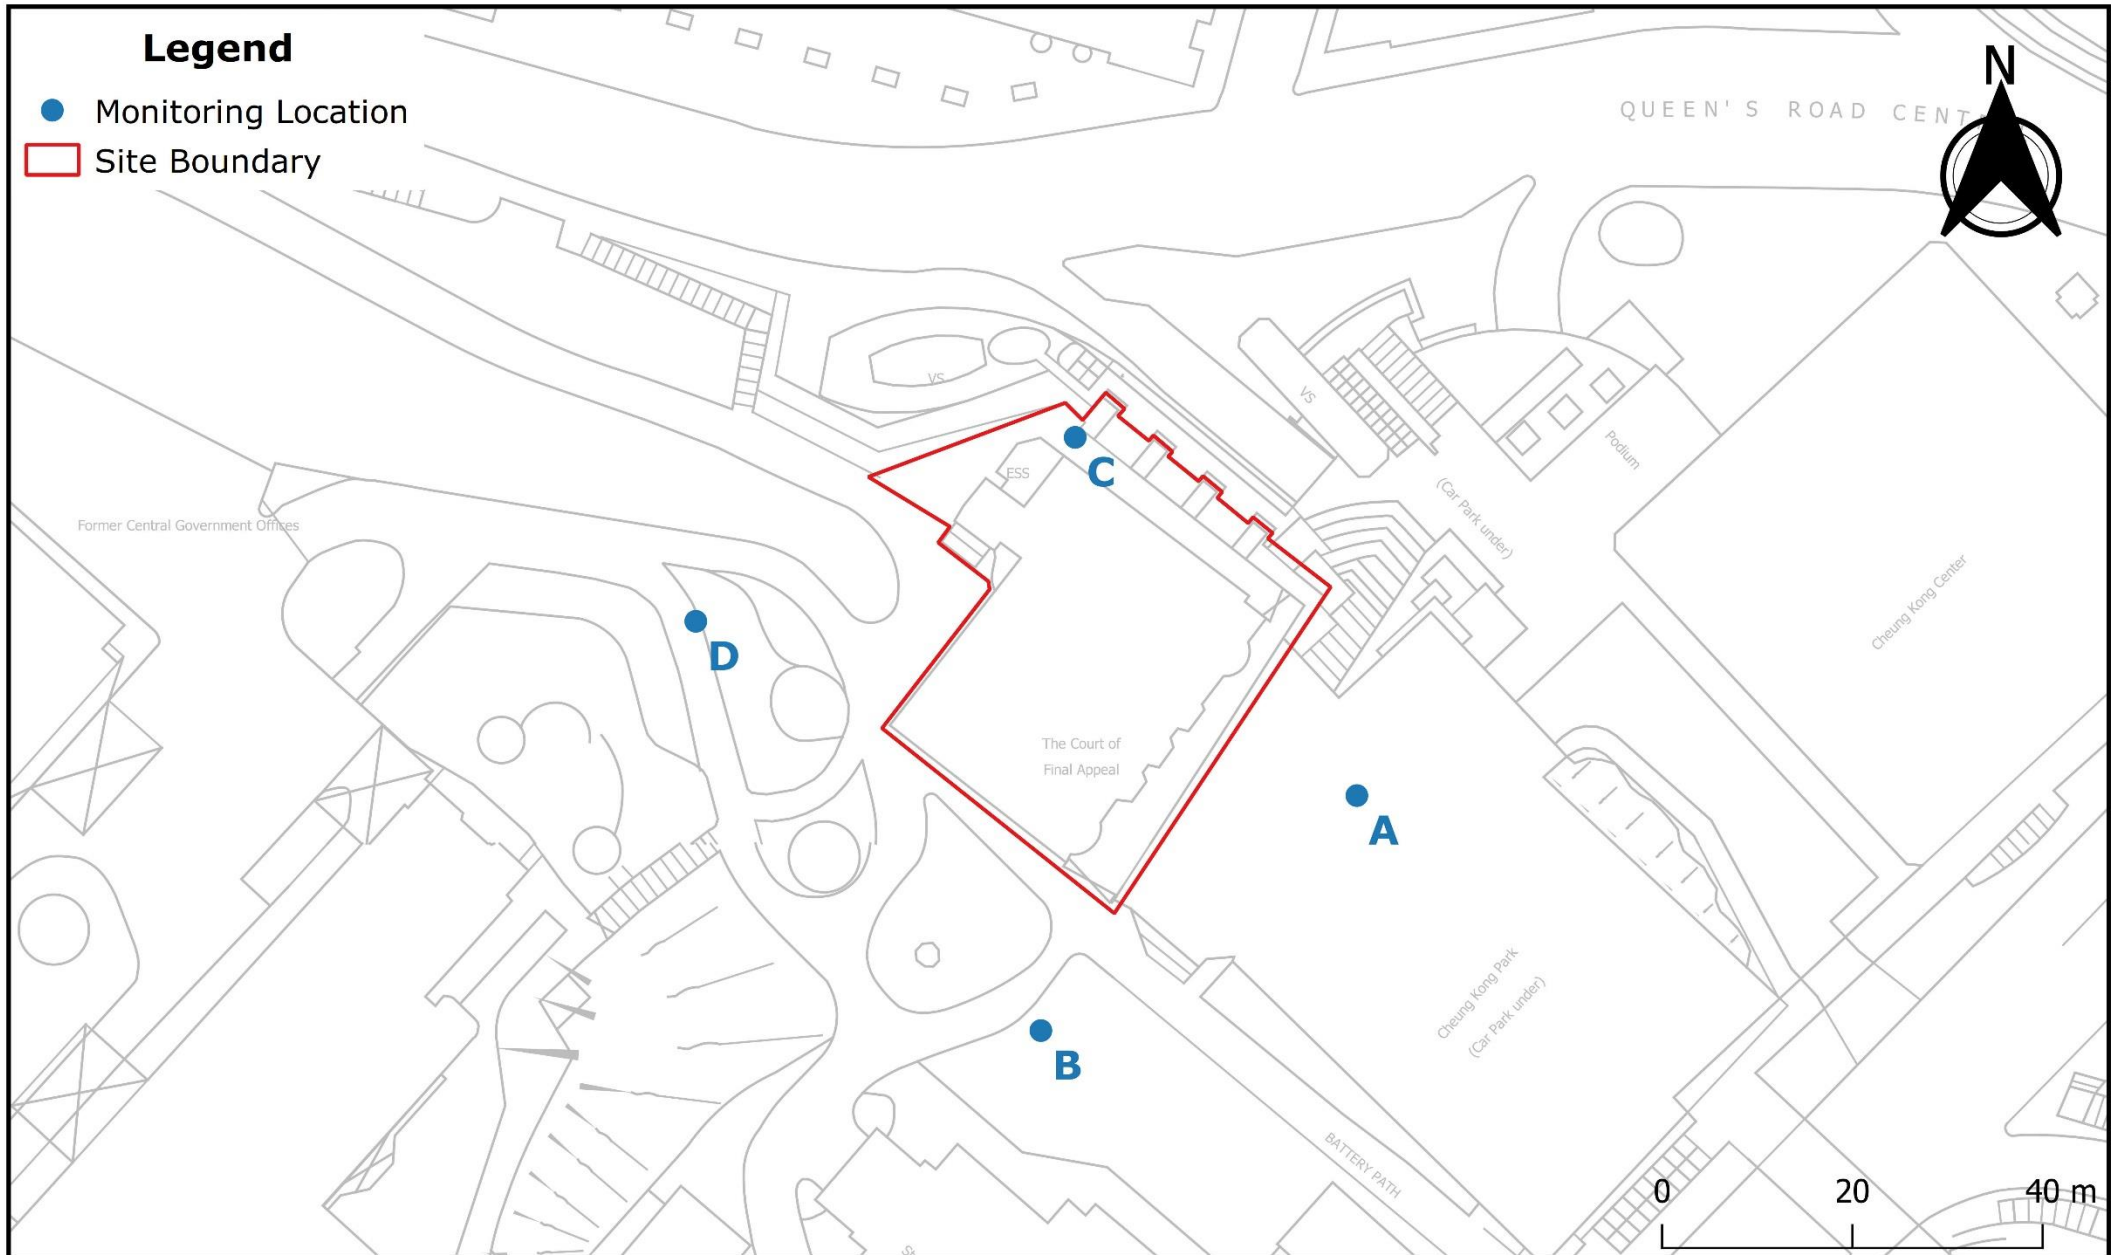 Legend
Monitoring Location
Site Boundary
N
QUEEN'S ROAD
VS
VS
ESS
C
Podium
(Car Park under)
Former Central Government Offices
Cheung Kong Center
D
The Court of
Final Appeal
A
Cheung Kong Park
(Car Park under)
B
BATTERY PATH
0 20 40 m